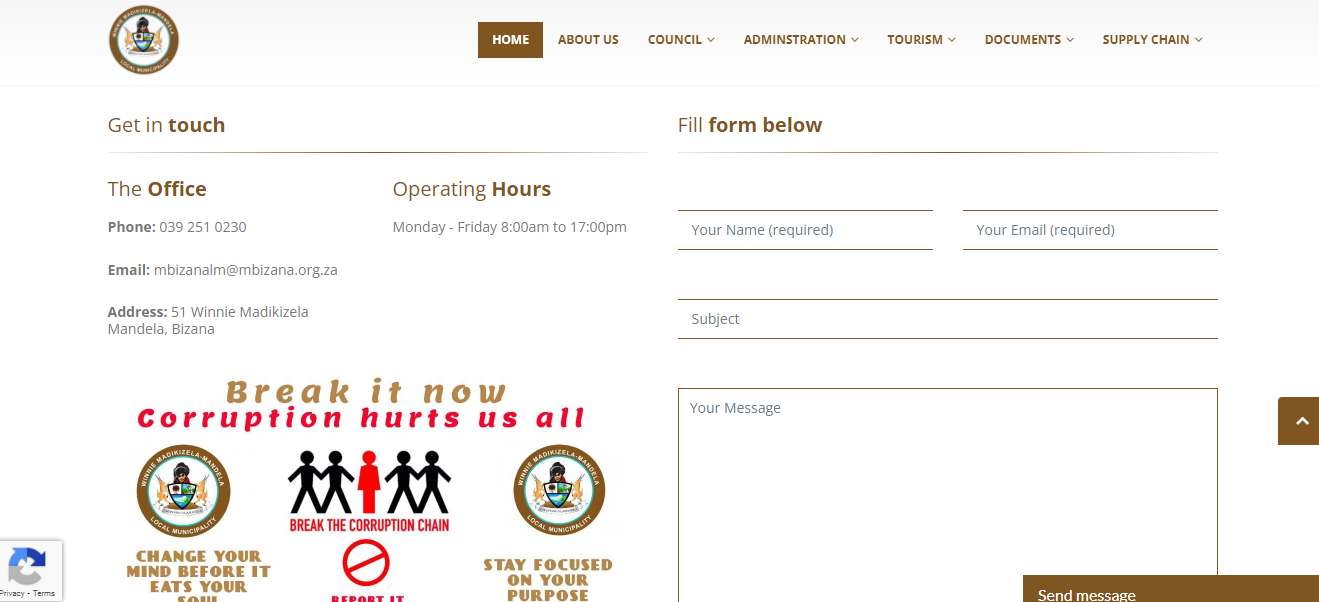 WINNIE MADIKIZELA-MANDELA
LOCAL MUNICIPALITY
HOME
ABOUT US
COUNCIL
ADMINSTRATION
TOURISM
DOCUMENTS
SUPPLY CHAIN
Get in touch
The Office
Phone: 039 251 0230
Email: mbizanalm@mbizana.org.za
Address: 51 Winnie Madikizela
Mandela, Bizana
Operating Hours
Monday - Friday 8:00am to 17:00pm
Break it now
Corruption hurts us all
WINNIE MADIKIZELA-MANDELA
LOCAL MUNICIPALITY
BREAK THE CORRUPTION CHAIN
WINNIE MADIKIZELA-MANDELA
LOCAL MUNICIPALITY
CHANGE YOUR
MIND BEFORE IT
EATS YOUR
SOUL
REPORT IT
STAY FOCUSED
ON YOUR
PURPOSE
Fill form below
Your Name (required)
Your Email (required)
Subject
Your Message
Privacy - Terms
Send message